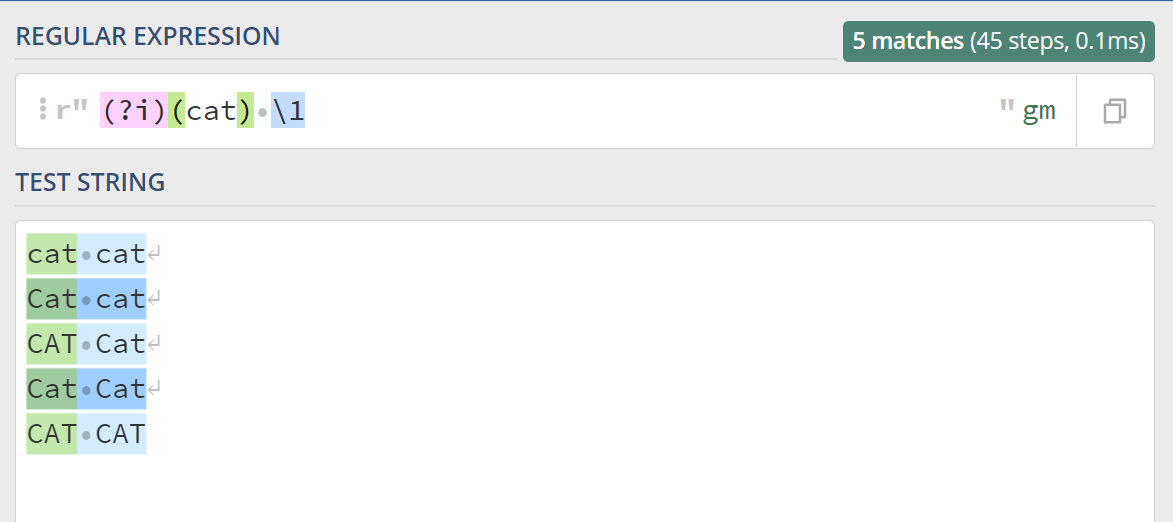 REGULAR EXPRESSION
5 matches (45 steps, 0.1ms)
r" (?i)(cat)·\1 " gm
TEST STRING
cat·cat↵
Cat·cat↵
CAT·Cat↵
Cat·Cat↵
CAT·CAT